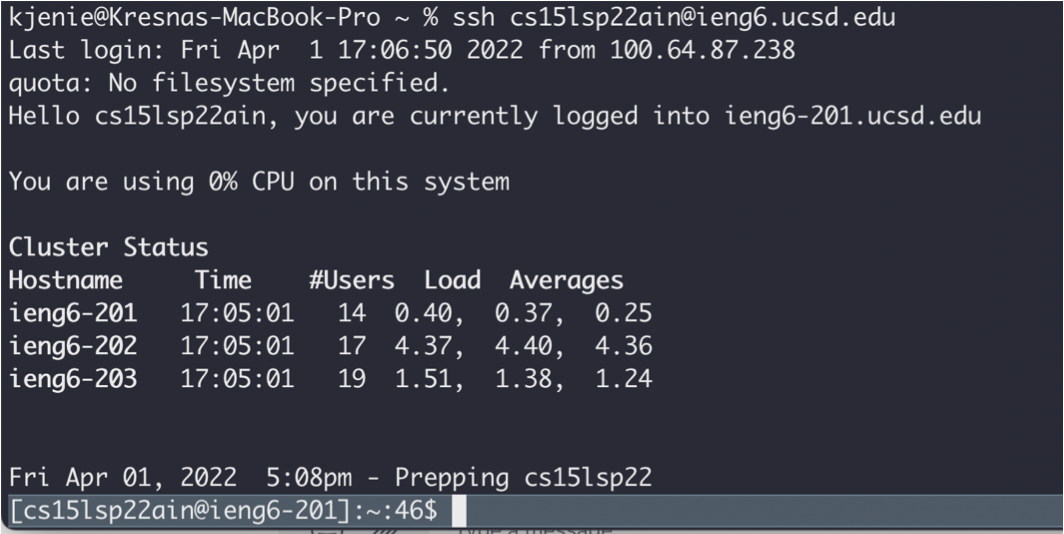 kjenie@Kresnas-MacBook-Pro ~ % ssh cs15lsp22ain@ieng6.ucsd.edu
Last login: Fri Apr  1 17:06:50 2022 from 100.64.87.238
quota: No filesystem specified.
Hello cs15lsp22ain, you are currently logged into ieng6-201.ucsd.edu
You are using 0% CPU on this system
Cluster Status
Hostname     Time    #Users  Load  Averages
ieng6-201   17:05:01   14  0.40,  0.37,  0.25
ieng6-202   17:05:01   17  4.37,  4.40,  4.36
ieng6-203   17:05:01   19  1.51,  1.38,  1.24
Fri Apr 01, 2022  5:08pm - Prepping cs15lsp22
[cs15lsp22ain@ieng6-201]:~:46$
Type a message